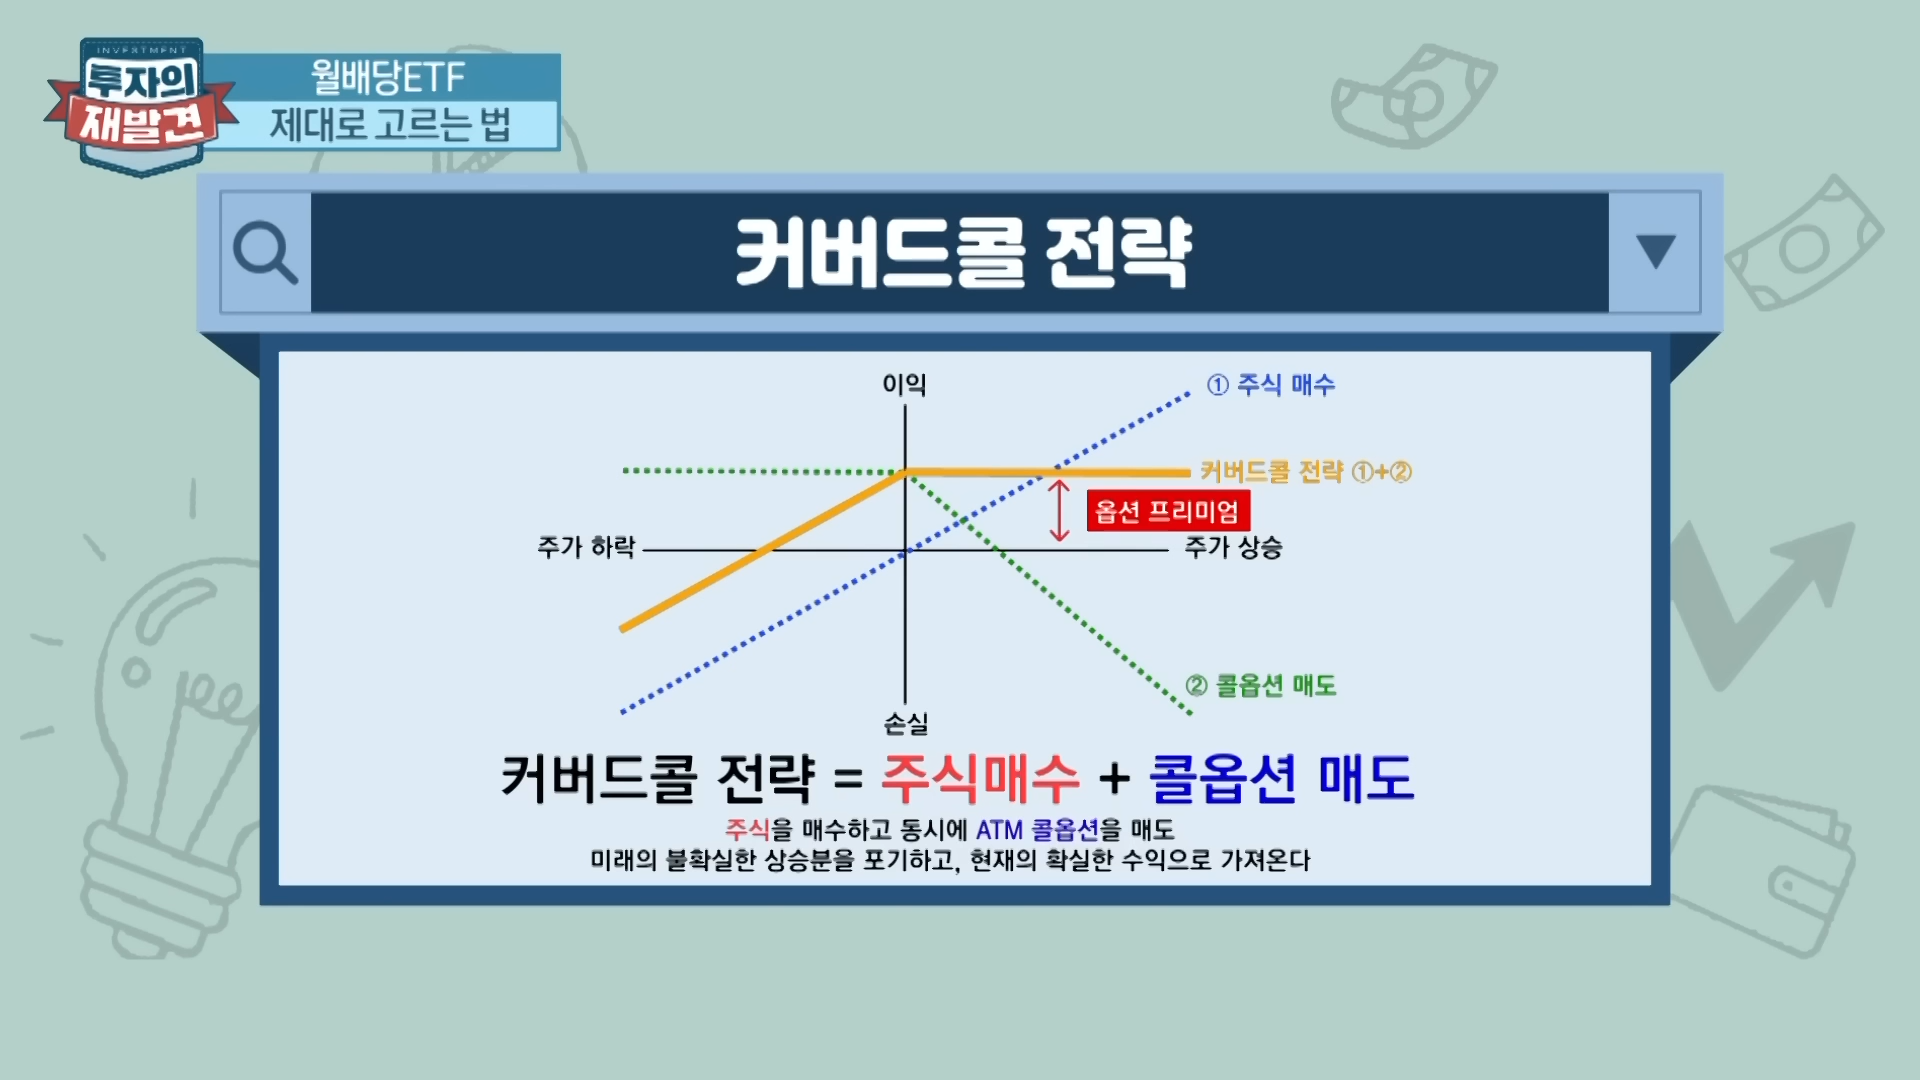 INVESTMENT
투자의
재발견
월배당ETF
제대로 고르는 법
커버드콜 전략
이익
① 주식 매수
커버드콜 전략 ①+②
옵션 프리미엄
주가 하락
주가 상승
② 콜옵션 매도
손실
커버드콜 전략 = 주식매수 + 콜옵션 매도
주식을 매수하고 동시에 ATM 콜옵션을 매도
미래의 불확실한 상승분을 포기하고, 현재의 확실한 수익으로 가져온다